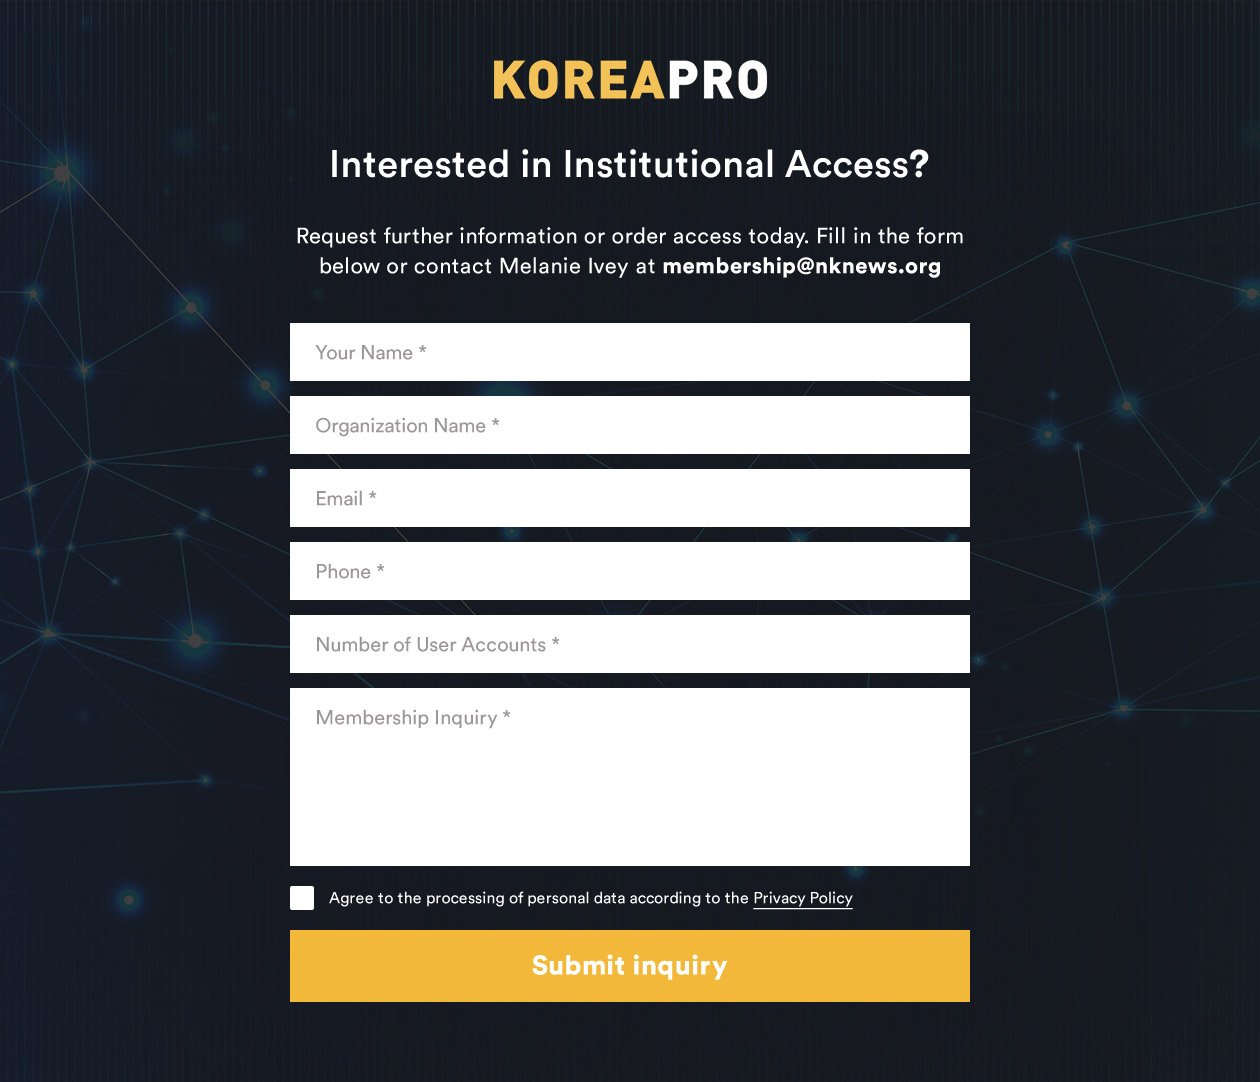 KOREAPRO
Interested in Institutional Access?
Request further information or order access today. Fill in the form
below or contact Melanie Ivey at membership@nknews.org
Your Name *
Organization Name *
Email *
Phone *
Number of User Accounts *
Membership Inquiry *
Agree to the processing of personal data according to the Privacy Policy
Submit inquiry